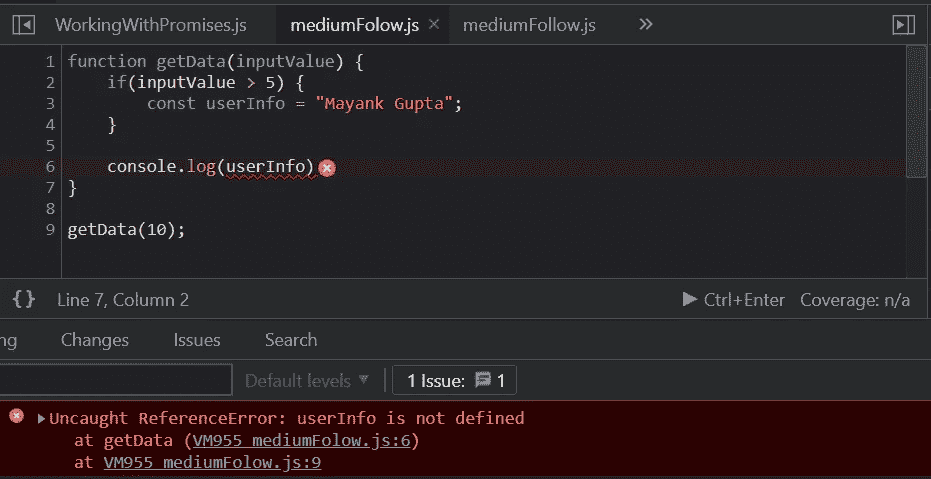 WorkingWithPromises.js mediumFolow.js × mediumFollow.js »
1 function getData(inputValue) {
2 if(inputValue > 5) {
3 const userInfo = "Mayank Gupta";
4 }
5
6 console.log(userInfo)
7 }
8
9 getData(10);
{} Line 7, Column 2 Ctrl+Enter Coverage: n/a
ng Changes Issues Search
Default levels 1 Issue: 1
Uncaught ReferenceError: userInfo is not defined
at getData (VM955 mediumFolow.js:6)
at VM955 mediumFolow.js:9